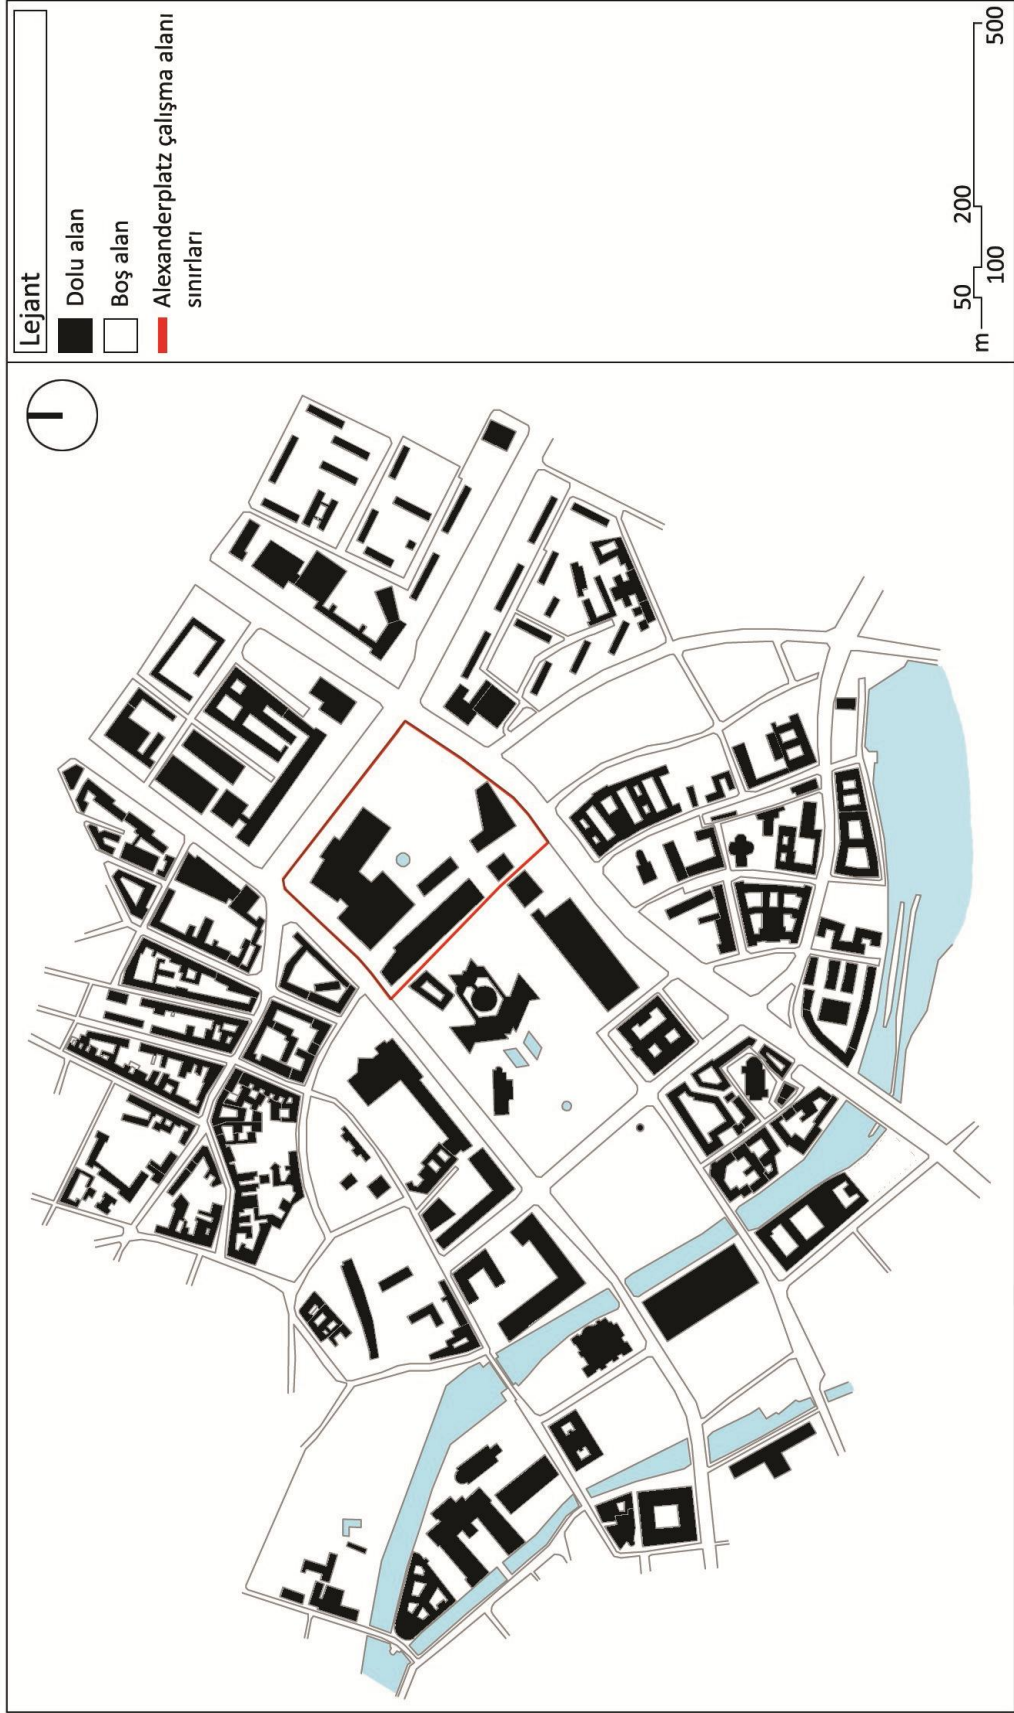 Lejant
Dolu alan
Boş alan
Alexanderplatz çalışma alanı
sınırları
m 50 100 200 500